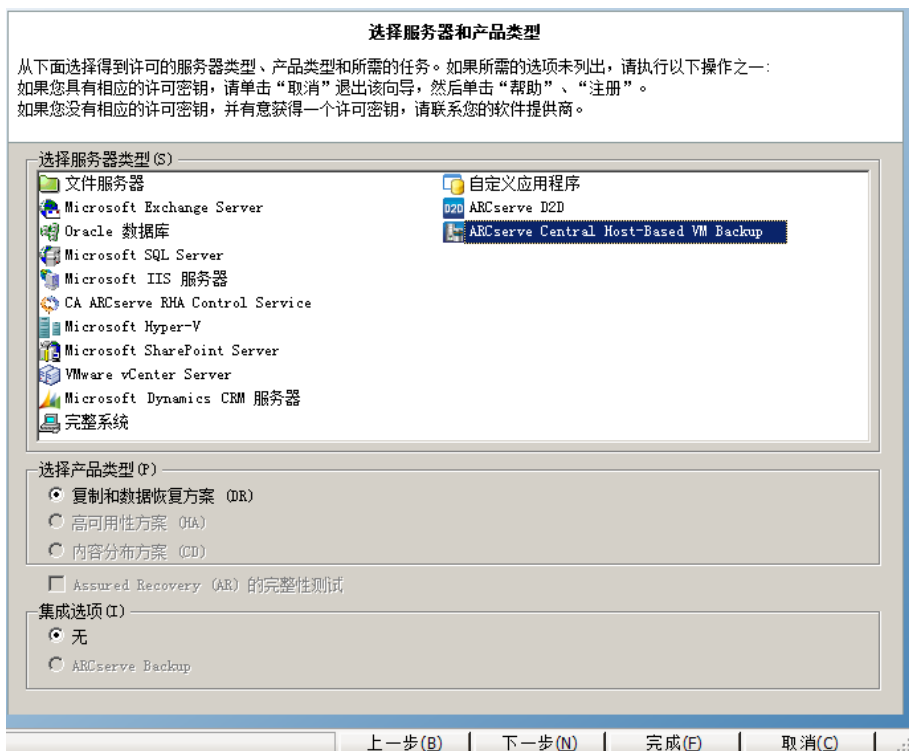 选择服务器和产品类型
从下面选择得到许可的服务器类型、产品类型和所需的任务。如果所需的选项未列出，请执行以下操作之一:
如果您具有相应的许可密钥，请单击“取消”退出该向导，然后单击“帮助”、“注册”。
如果您没有相应的许可密钥，并有意获得一个许可密钥，请联系您的软件提供商。
选择服务器类型(S)
文件服务器
Microsoft Exchange Server
Oracle 数据库
Microsoft SQL Server
Microsoft IIS 服务器
CA ARCserve RHA Control Service
Microsoft Hyper-V
Microsoft SharePoint Server
VMware vCenter Server
Microsoft Dynamics CRM 服务器
完整系统
自定义应用程序
D2D ARCserve D2D
ARCserve Central Host-Based VM Backup
选择产品类型(P)
复制和数据恢复方案 (DR)
高可用性方案 (HA)
内容分布方案 (CD)
Assured Recovery (AR) 的完整性测试
集成选项(I)
无
ARCserve Backup
上一步(B) 下一步(N) 完成(F) 取消(C)